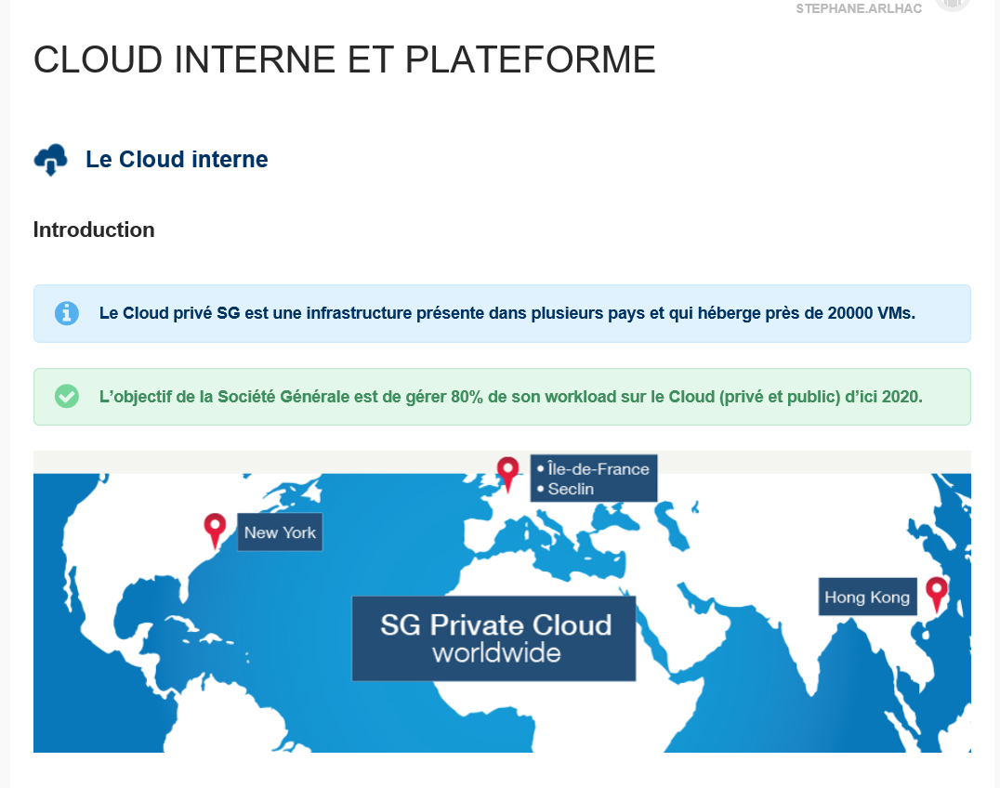 STEPHANE.ARLHAC
CLOUD INTERNE ET PLATEFORME
Le Cloud interne
Introduction
Le Cloud privé SG est une infrastructure présente dans plusieurs pays et qui héberge près de 20000 VMs.
L’objectif de la Société Générale est de gérer 80% de son workload sur le Cloud (privé et public) d’ici 2020.
• Île-de-France
• Seclin
New York
Hong Kong
SG Private Cloud
worldwide